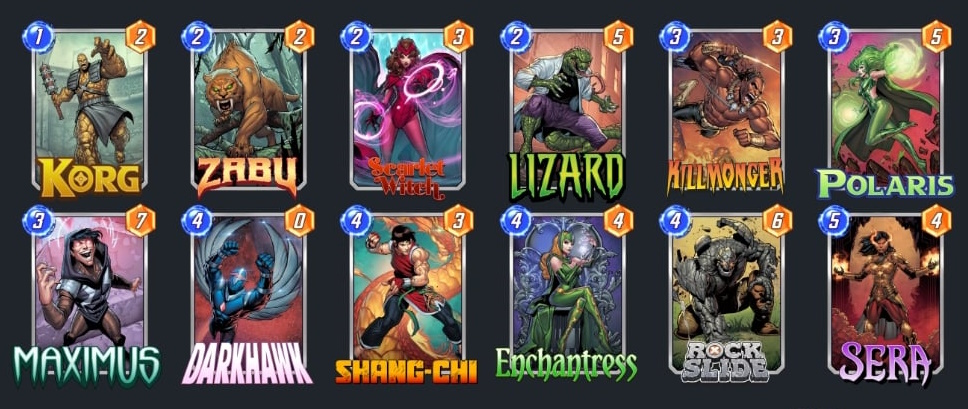 1 2 2 2 2 3 2 5 3 3 3 5
KORG ZABU Scarlet Witch LIZARD KILLMONGER POLARIS
3 7 4 0 4 3 4 5 4 6 5 4
MAXIMUS DARKHAWK SHANG-CHI Enchantress ROCK SLIDE SERA